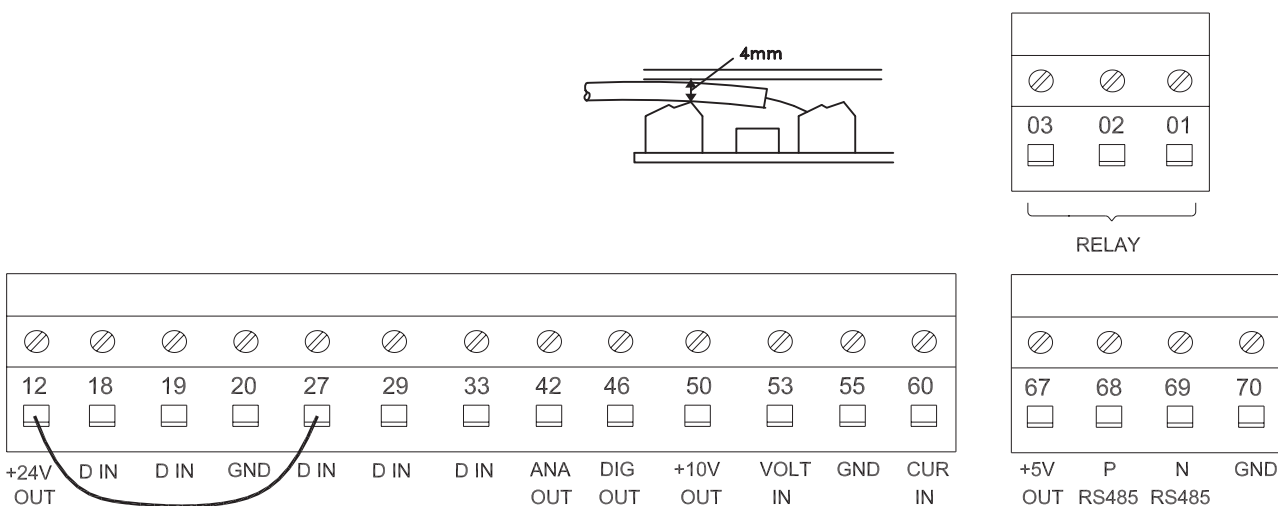 4mm
03 02 01
RELAY
12 18 19 20 27 29 33 42 46 50 53 55 60
+24V OUT D IN D IN GND D IN D IN D IN ANA OUT DIG OUT +10V OUT VOLT IN GND CUR IN
67 68 69 70
+5V OUT P RS485 N RS485 GND